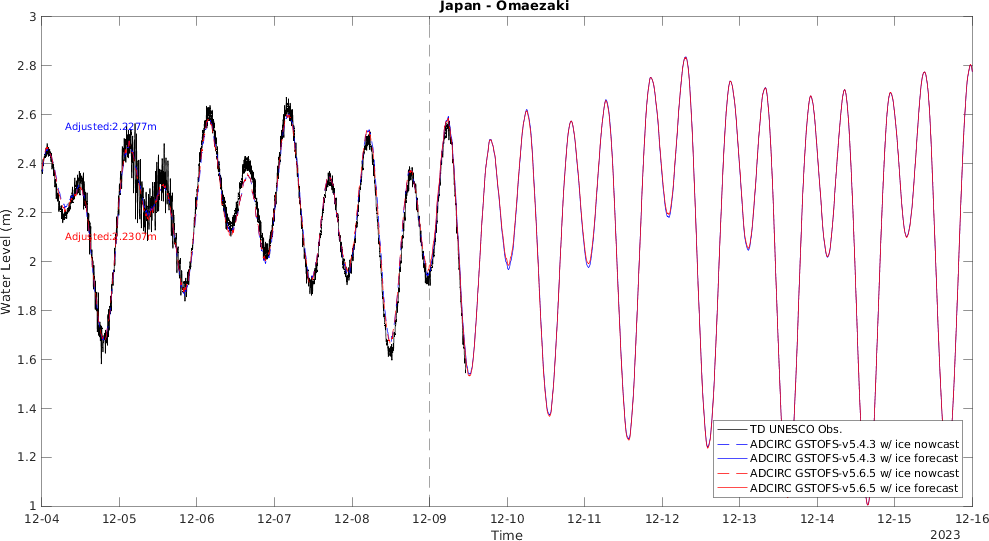 Japan - Omaezaki
3
2.8
2.6
2.4
2.2
2
1.8
1.6
1.4
1.2
1
Water Level (m)
Adjusted:2.2277m
Adjusted:2.2307m
TD UNESCO Obs.
ADCIRC GSTOFS-v5.4.3 w/ ice nowcast
ADCIRC GSTOFS-v5.4.3 w/ ice forecast
ADCIRC GSTOFS-v5.6.5 w/ ice nowcast
ADCIRC GSTOFS-v5.6.5 w/ ice forecast
12-04 12-05 12-06 12-07 12-08 12-09 12-10 12-11 12-12 12-13 12-14 12-15 12-16
Time
2023